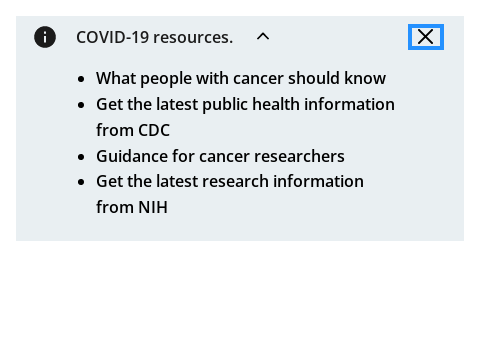 COVID-19 resources.
What people with cancer should know
Get the latest public health information
from CDC
Guidance for cancer researchers
Get the latest research information
from NIH